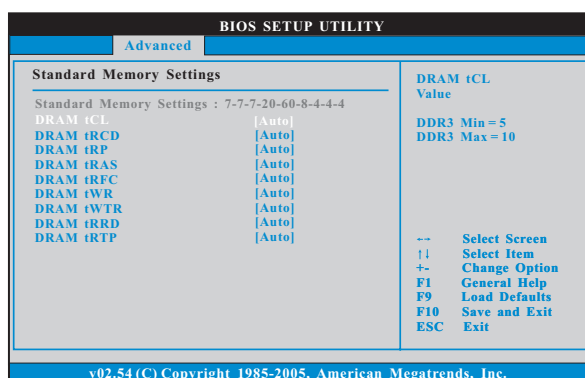 BIOS SETUP UTILITY
Advanced
Standard Memory Settings
Standard Memory Settings : 7-7-7-20-60-8-4-4-4
DRAM tCL [Auto]
DRAM tRCD [Auto]
DRAM tRP [Auto]
DRAM tRAS [Auto]
DRAM tRFC [Auto]
DRAM tWR [Auto]
DRAM tWTR [Auto]
DRAM tRRD [Auto]
DRAM tRTP [Auto]
DRAM tCL
Value
DDR3 Min = 5
DDR3 Max = 10
←→ Select Screen
↑↓ Select Item
+- Change Option
F1 General Help
F9 Load Defaults
F10 Save and Exit
ESC Exit
v02.54 (C) Copyright 1985-2005, American Megatrends, Inc.